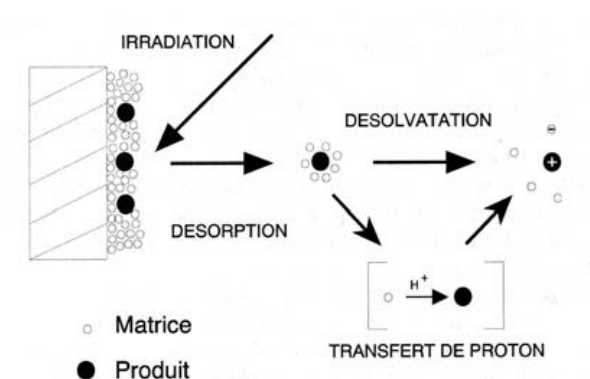 IRRADIATION
DESOLVATATION
DESORPTION
H+
TRANSFERT DE PROTON
Matrice
Produit